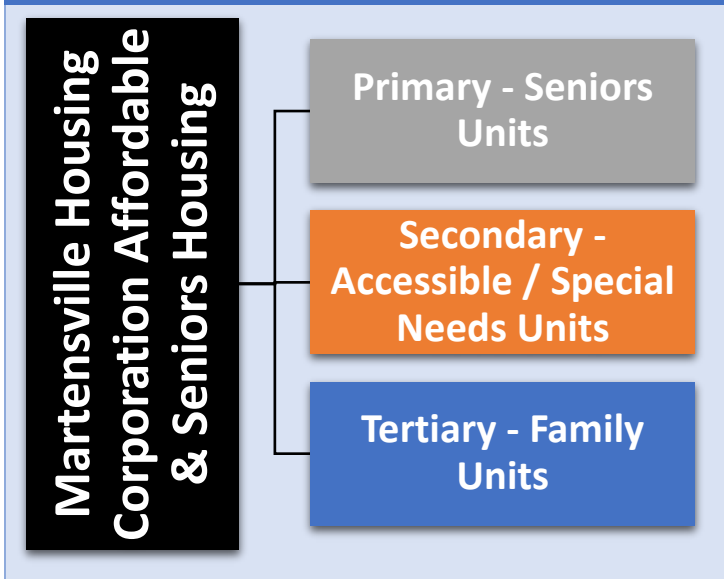 Martensville Housing
Corporation Affordable
& Seniors Housing
Primary - Seniors
Units
Secondary -
Accessible / Special
Needs Units
Tertiary - Family
Units